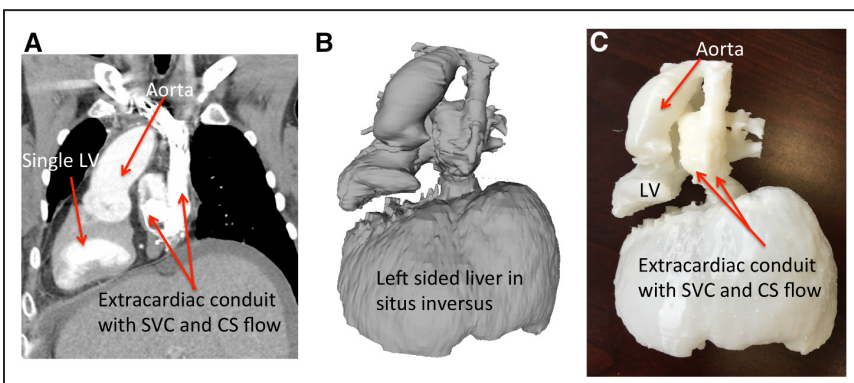 A
Aorta
Single LV
Extracardiac conduit
with SVC and CS flow
B
Left sided liver in
situs inversus
C
Aorta
LV
Extracardiac conduit
with SVC and CS flow